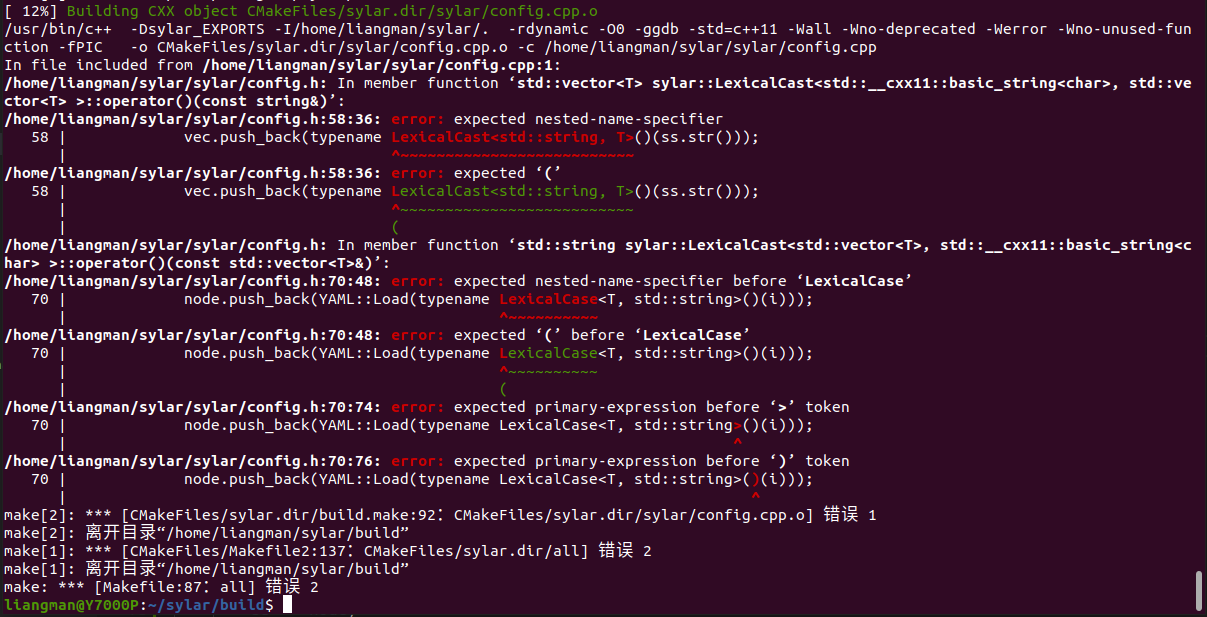 [ 12%] Building CXX object CMakeFiles/sylar.dir/sylar/config.cpp.o
/usr/bin/c++  -Dsylar_EXPORTS -I/home/liangman/sylar/.  -rdynamic -O0 -ggdb -std=c++11 -Wall -Wno-deprecated -Werror -Wno-unused-fun
ction -fPIC   -o CMakeFiles/sylar.dir/sylar/config.cpp.o -c /home/liangman/sylar/sylar/config.cpp
In file included from /home/liangman/sylar/sylar/config.cpp:1:
/home/liangman/sylar/sylar/config.h: In member function ‘std::vector<T> sylar::LexicalCast<std::__cxx11::basic_string<char>, std::ve
ctor<T> >::operator()(const string&)’:
/home/liangman/sylar/sylar/config.h:58:36: error: expected nested-name-specifier
   58 |             vec.push_back(typename LexicalCast<std::string, T>()(ss.str()));
      |                                    ^~~~~~~~~~~~~~~~~~~~~~~~~~~
/home/liangman/sylar/sylar/config.h:58:36: error: expected ‘(’
   58 |             vec.push_back(typename LexicalCast<std::string, T>()(ss.str()));
      |                                    ^~~~~~~~~~~~~~~~~~~~~~~~~~~
      |                                    (
/home/liangman/sylar/sylar/config.h: In member function ‘std::string sylar::LexicalCast<std::vector<T>, std::__cxx11::basic_string<c
har> >::operator()(const std::vector<T>&)’:
/home/liangman/sylar/sylar/config.h:70:48: error: expected nested-name-specifier before ‘LexicalCase’
   70 |             node.push_back(YAML::Load(typename LexicalCase<T, std::string>()(i)));
      |                                                ^~~~~~~~~~~
/home/liangman/sylar/sylar/config.h:70:48: error: expected ‘(’ before ‘LexicalCase’
   70 |             node.push_back(YAML::Load(typename LexicalCase<T, std::string>()(i)));
      |                                                ^~~~~~~~~~~
      |                                                (
/home/liangman/sylar/sylar/config.h:70:74: error: expected primary-expression before ‘>’ token
   70 |             node.push_back(YAML::Load(typename LexicalCase<T, std::string>()(i)));
      |                                                                          ^
/home/liangman/sylar/sylar/config.h:70:76: error: expected primary-expression before ‘)’ token
   70 |             node.push_back(YAML::Load(typename LexicalCase<T, std::string>()(i)));
      |                                                                            ^
make[2]: *** [CMakeFiles/sylar.dir/build.make:92：CMakeFiles/sylar.dir/sylar/config.cpp.o] 错误 1
make[2]: 离开目录“/home/liangman/sylar/build”
make[1]: *** [CMakeFiles/Makefile2:137：CMakeFiles/sylar.dir/all] 错误 2
make[1]: 离开目录“/home/liangman/sylar/build”
make: *** [Makefile:87：all] 错误 2
liangman@Y7000P:~/sylar/build$